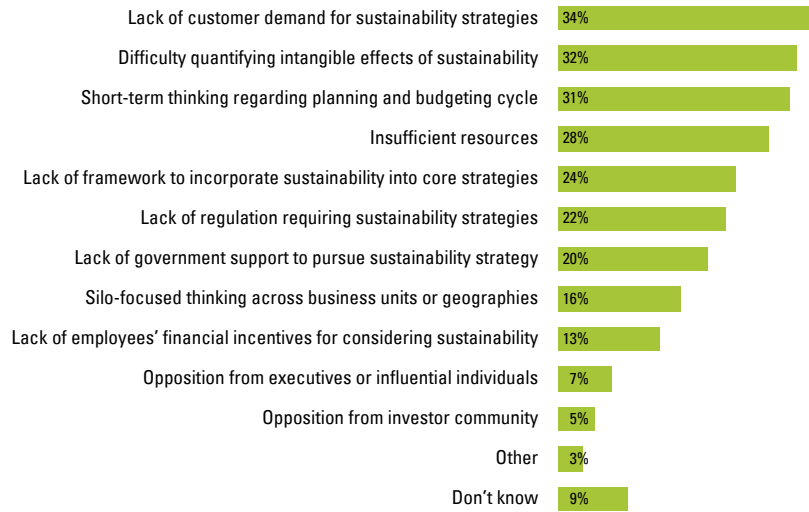 Lack of customer demand for sustainability strategies 34%
Difficulty quantifying intangible effects of sustainability 32%
Short-term thinking regarding planning and budgeting cycle 31%
Insufficient resources 28%
Lack of framework to incorporate sustainability into core strategies 24%
Lack of regulation requiring sustainability strategies 22%
Lack of government support to pursue sustainability strategy 20%
Silo-focused thinking across business units or geographies 16%
Lack of employees’ financial incentives for considering sustainability 13%
Opposition from executives or influential individuals 7%
Opposition from investor community 5%
Other 3%
Don’t know 9%